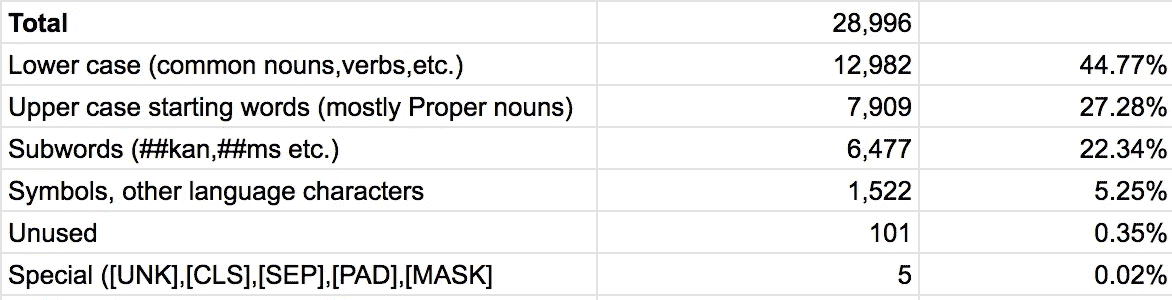 Total 28,996
Lower case (common nouns,verbs,etc.) 12,982 44.77%
Upper case starting words (mostly Proper nouns) 7,909 27.28%
Subwords (##kan,##ms etc.) 6,477 22.34%
Symbols, other language characters 1,522 5.25%
Unused 101 0.35%
Special ([UNK],[CLS],[SEP],[PAD],[MASK] 5 0.02%